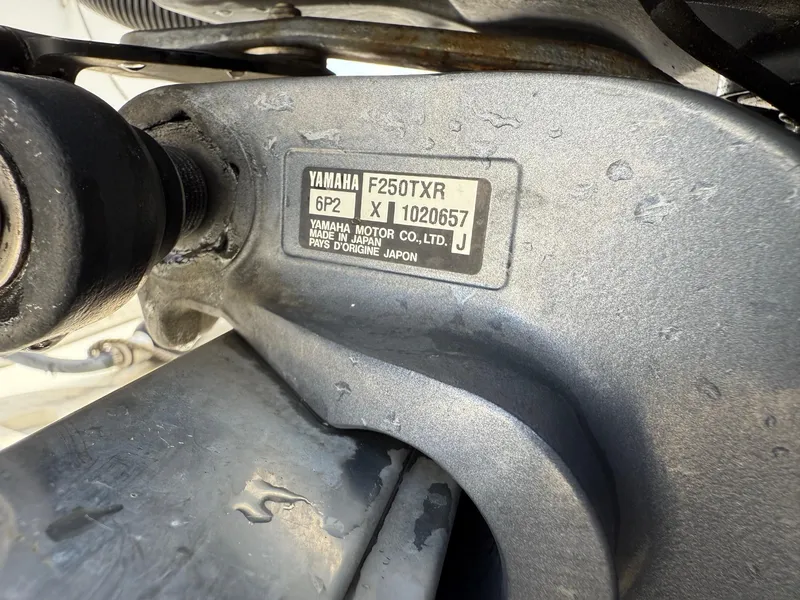 YAMAHA F250TXR
6P2 X 1020657
YAMAHA MOTOR CO., LTD. J
MADE IN JAPAN
PAYS D'ORIGINE JAPON